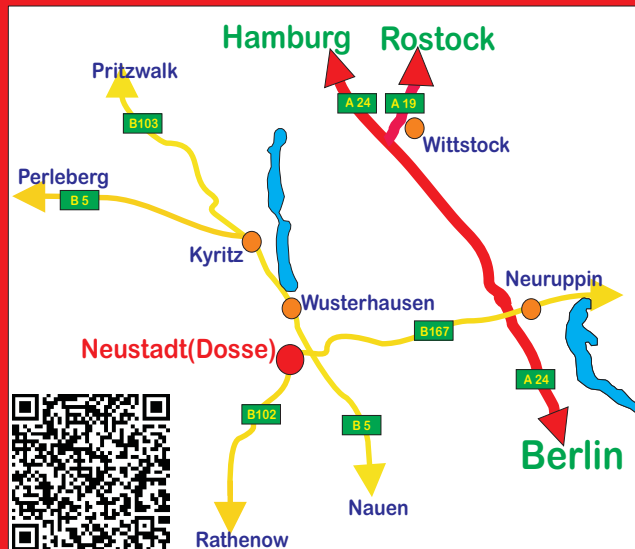 Hamburg Rostock
Pritzwalk
A 24 A 19
B103
Wittstock
Perleberg
B 5
Kyritz
Neuruppin
Wusterhausen
B167
Neustadt(Dosse)
A 24
B102
B 5
Berlin
Nauen
Rathenow